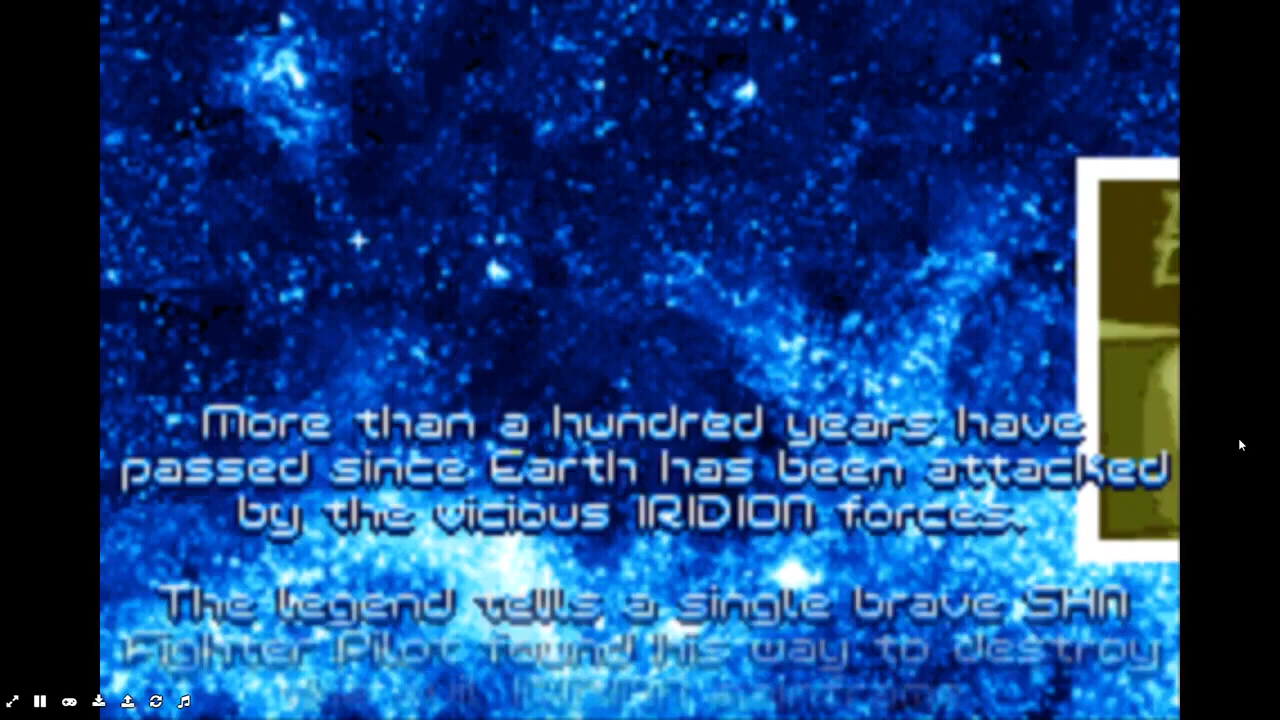 More than a hundred years have
passed since Earth has been attacked
by the vicious IRIDION forces.
The legend tells a single brave SHN
Fighter Pilot found his way to destroy